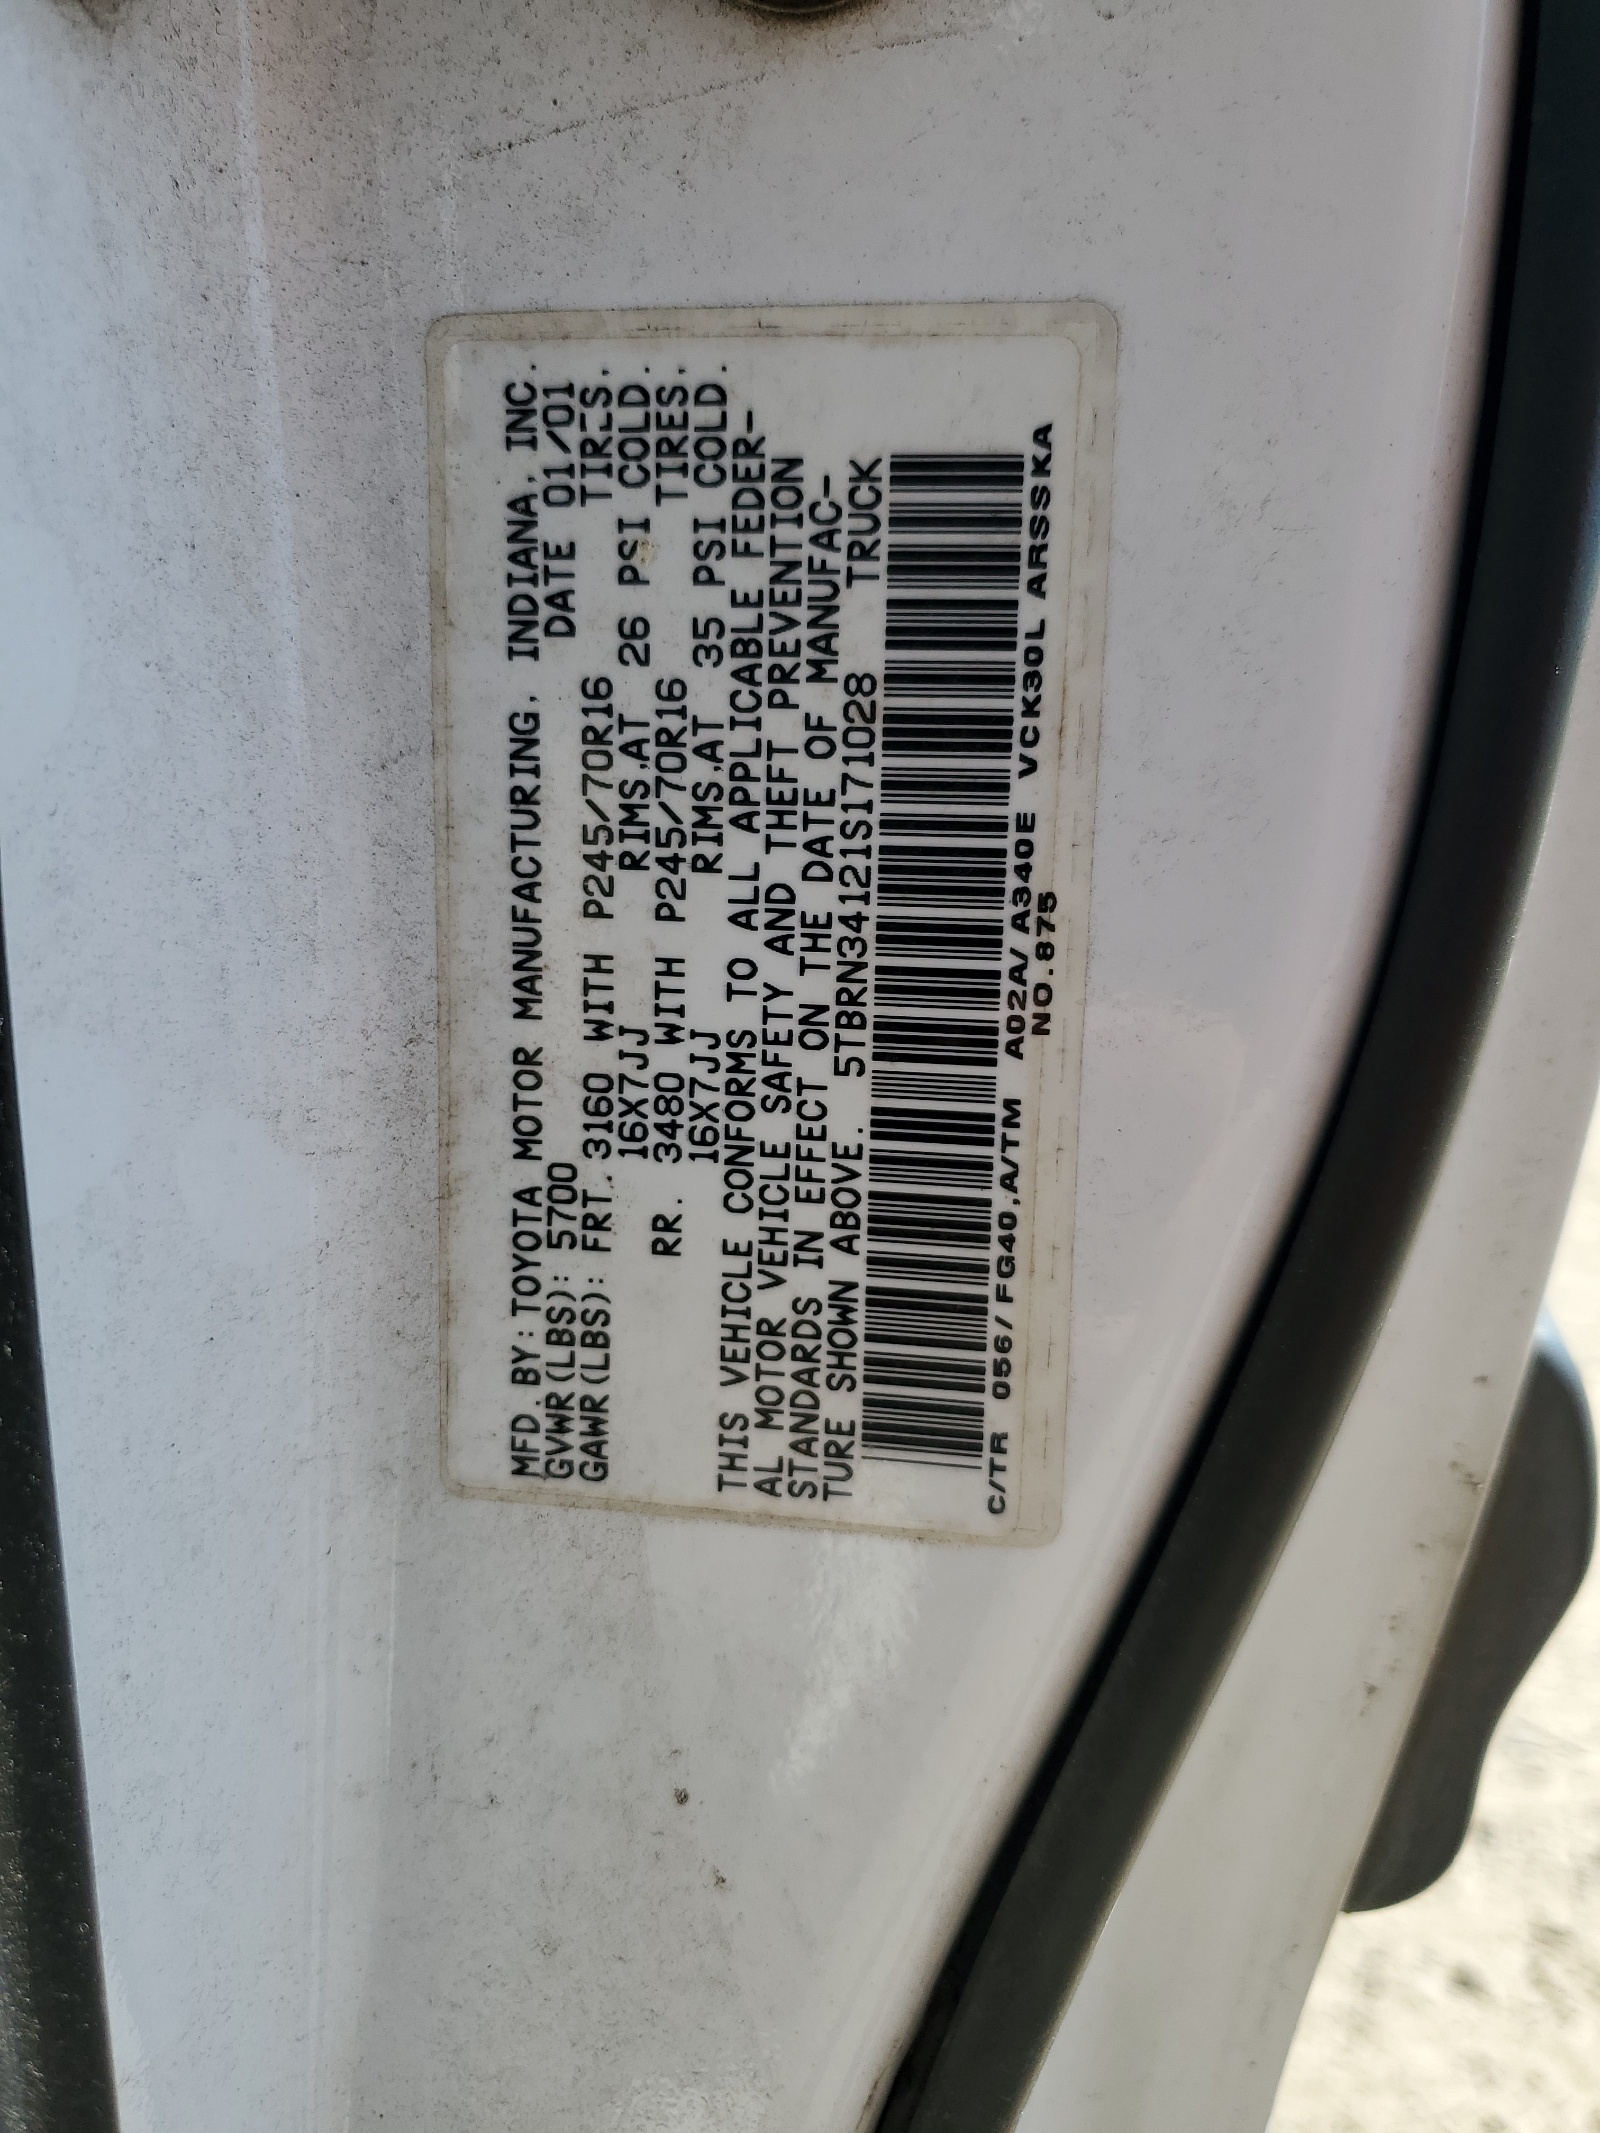 MFD. BY: TOYOTA MOTOR MANUFACTURING, INDIANA, INC.
GVWR(LBS): 5700 DATE 01/01
GAWR(LBS): FRT. 3160 WITH P245/70R16 TIRES,
16X7JJ RIMS,AT 26 PSI COLD.
RR. 3480 WITH P245/70R16 TIRES.
16X7JJ RIMS,AT 35 PSI COLD.
THIS VEHICLE CONFORMS TO ALL APPLICABLE FEDER-
AL MOTOR VEHICLE SAFETY AND THEFT PREVENTION
STANDARDS IN EFFECT ON THE DATE OF MANUFAC-
TURE SHOWN ABOVE. 5TBRN34121S171028 TRUCK
C/TR 056/FG40,A/TM A02A/A340E VCK30L ARSSKA
NO.875